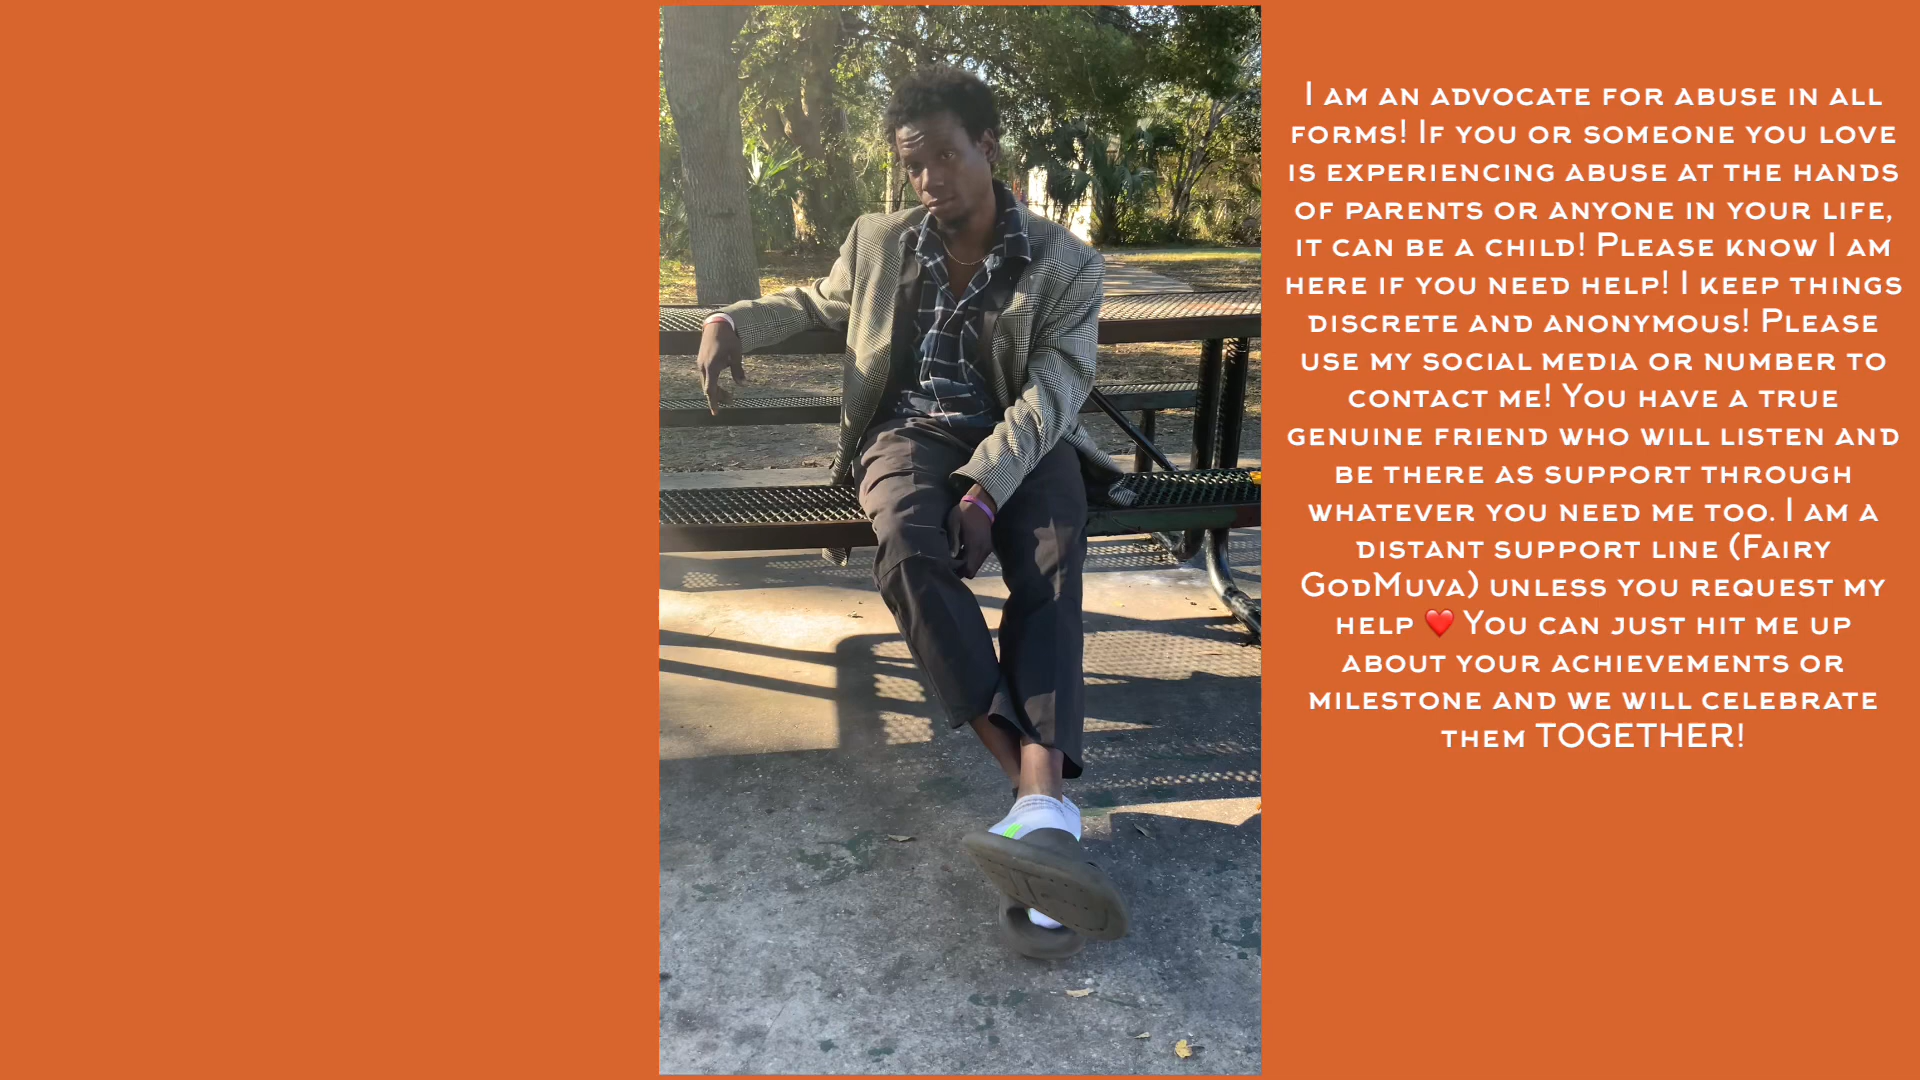 I am an advocate for abuse in all
forms! If you or someone you love
is experiencing abuse at the hands
of parents or anyone in your life,
it can be a child! Please know I am
here if you need help! I keep things
discrete and anonymous! Please
use my social media or number to
contact me! You have a true
genuine friend who will listen and
be there as support through
whatever you need me too. I am a
distant support line (Fairy
GodMuva) unless you request my
help ❤️ You can just hit me up
about your achievements or
milestone and we will celebrate
them TOGETHER!